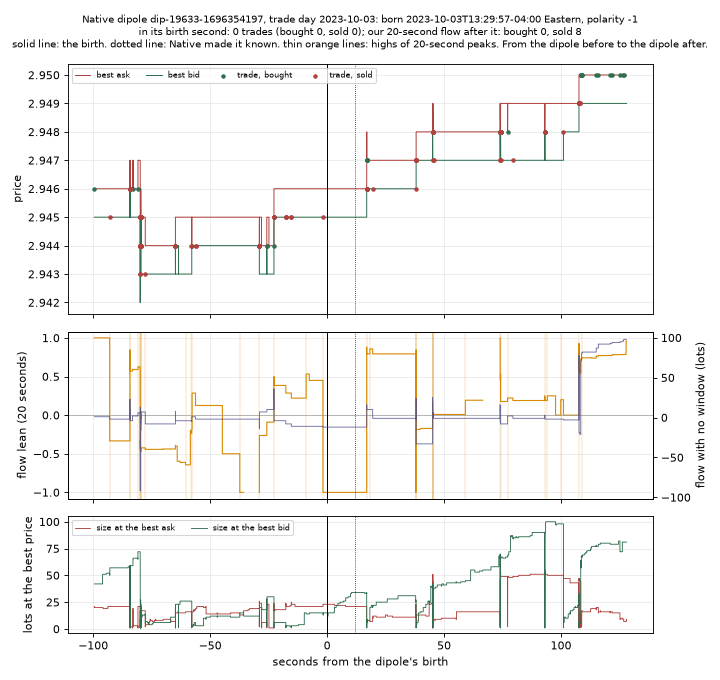 Native dipole dip-19633-1696354197, trade day 2023-10-03: born 2023-10-03T13:29:57-04:00 Eastern, polarity -1
in its birth second: 0 trades (bought 0, sold 0); our 20-second flow after it: bought 0, sold 8
solid line: the birth. dotted line: Native made it known. thin orange lines: highs of 20-second peaks. From the dipole before to the dipole after.
best ask best bid trade, bought trade, sold
2.950
2.949
2.948
2.947
2.946
2.945
2.944
2.943
2.942
price
1.0
0.5
0.0
−0.5
−1.0
flow lean (20 seconds)
100
50
0
−50
−100
flow with no window (lots)
size at the best ask size at the best bid
100
75
50
25
0
lots at the best price
−100 −50 0 50 100
seconds from the dipole's birth